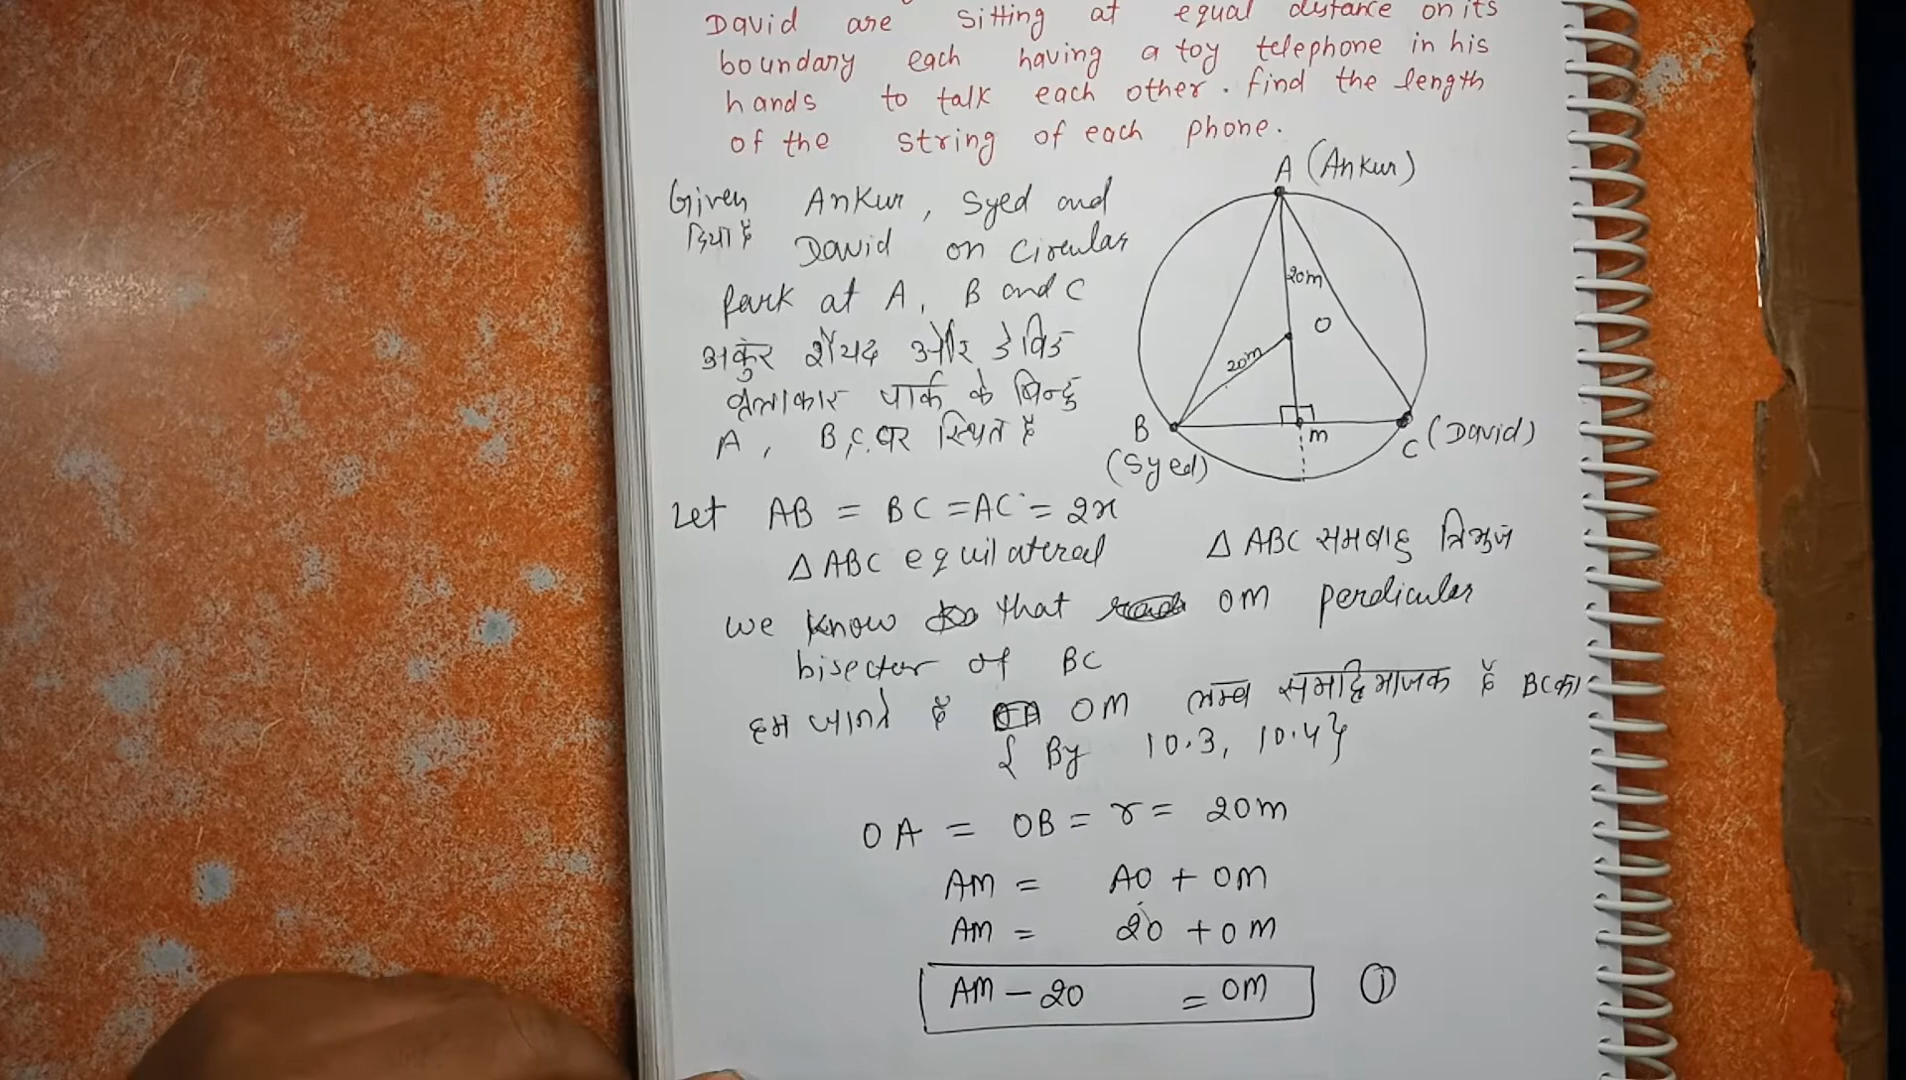 David are sitting at equal distance on its
boundary each having a toy telephone in his
hands to talk each other. find the length
of the string of each phone.
A (Ankur)
Given Ankur, Syed and
दिया है David on circular
park at A, B and C
अकुंर शैयद और डेविड
वृत्ताकार पार्क के बिन्दु
A, B, C पर स्थित है
20m
O
20m
B
(Syed)
m
C (David)
Let AB = BC = AC = 2x
△ ABC equilateral △ ABC समबाहु त्रिभुज
we know that OM perdicular
bisector of BC
हम जानते हैं OM लम्ब समद्विभाजक है BC का
{ By 10.3, 10.4}
OA = OB = r = 20m
AM = AO + OM
AM = 20 + OM
AM - 20 = OM ①